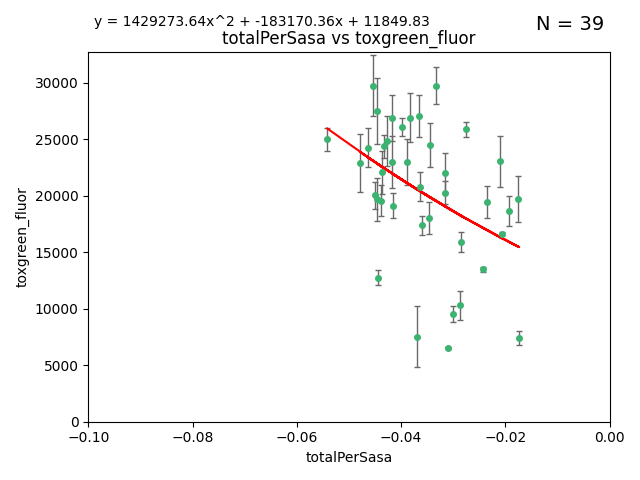 y = 1429273.64x^2 + -183170.36x + 11849.83
N = 39
totalPerSasa vs toxgreen_fluor
30000
25000
20000
15000
10000
5000
0
toxgreen_fluor
−0.10
−0.08
−0.06
−0.04
−0.02
0.00
totalPerSasa